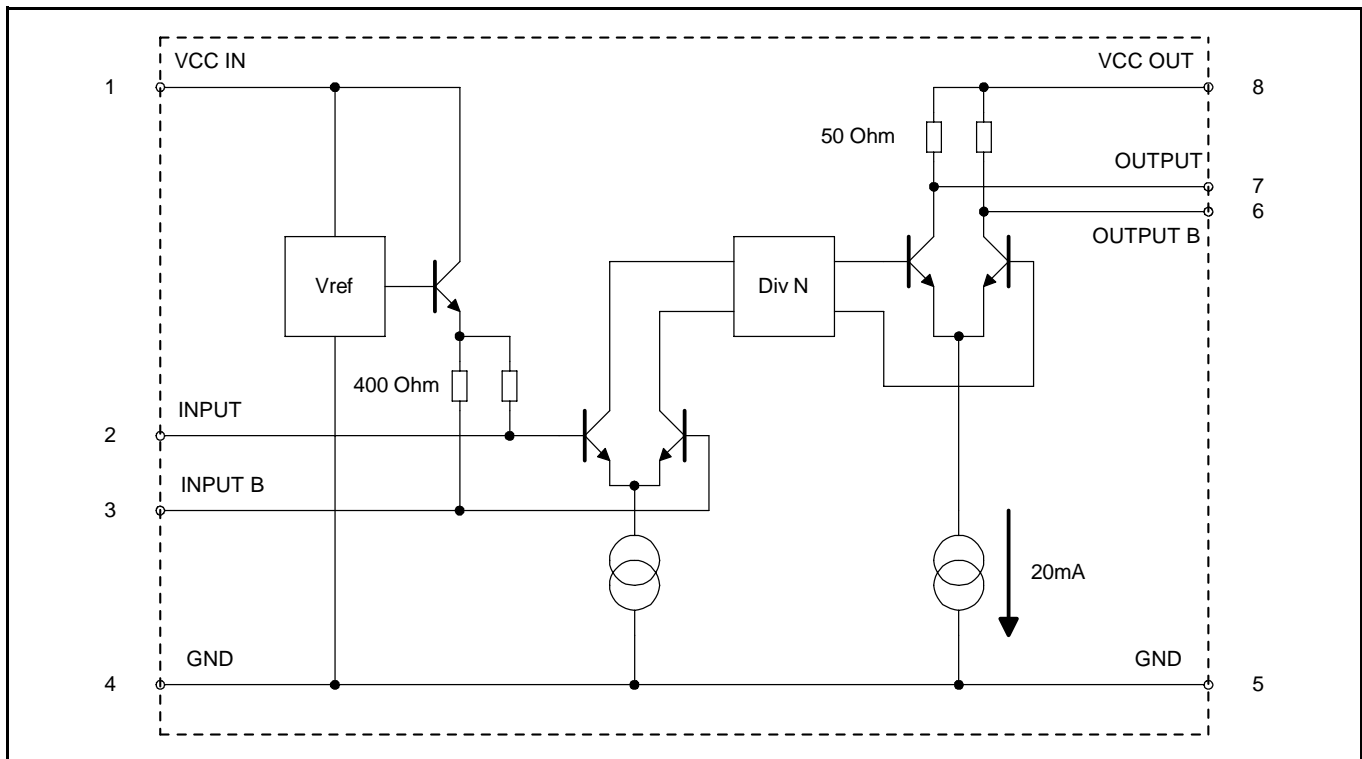 VCC IN
VCC OUT
1
8
50 Ohm
OUTPUT
7
6
OUTPUT B
Vref
Div N
400 Ohm
INPUT
2
INPUT B
3
20mA
GND
GND
4
5